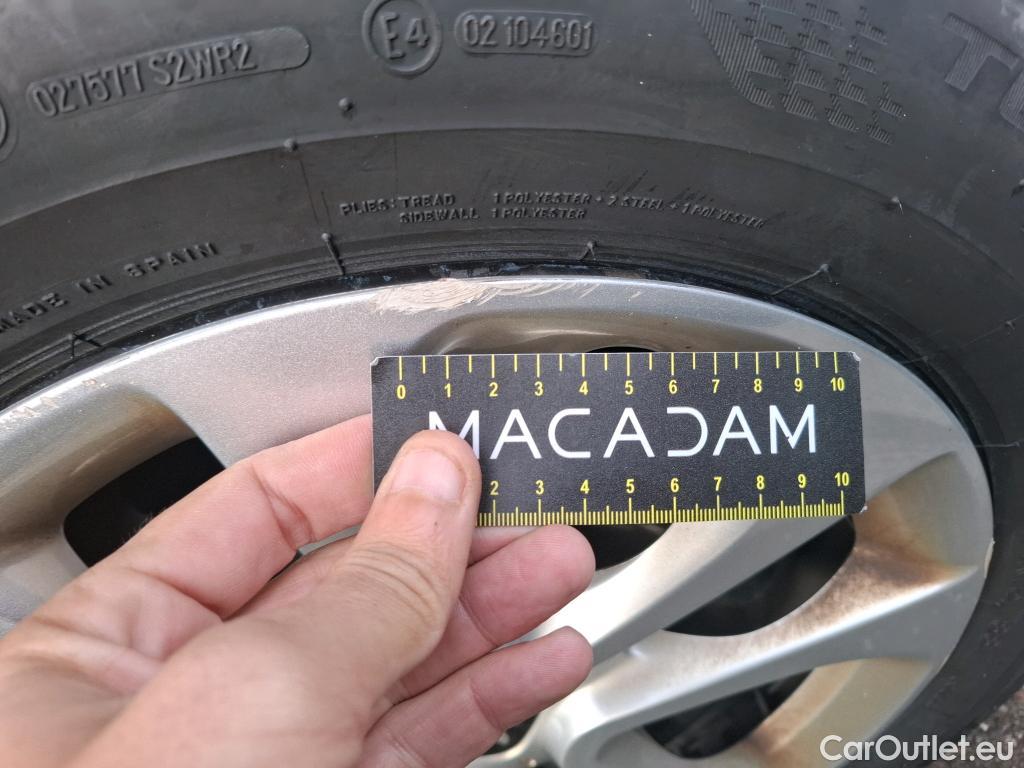 027577 S2WR2
E4
02 104601
TU
PLIES: TREAD 1 POLYESTER + 2 STEEL + 1 POLYESTER
SIDEWALL 1 POLYESTER
MADE IN SPAIN
0 1 2 3 4 5 6 7 8 9 10
MACADAM
2 3 4 5 6 7 8 9 10
CarOutlet.eu